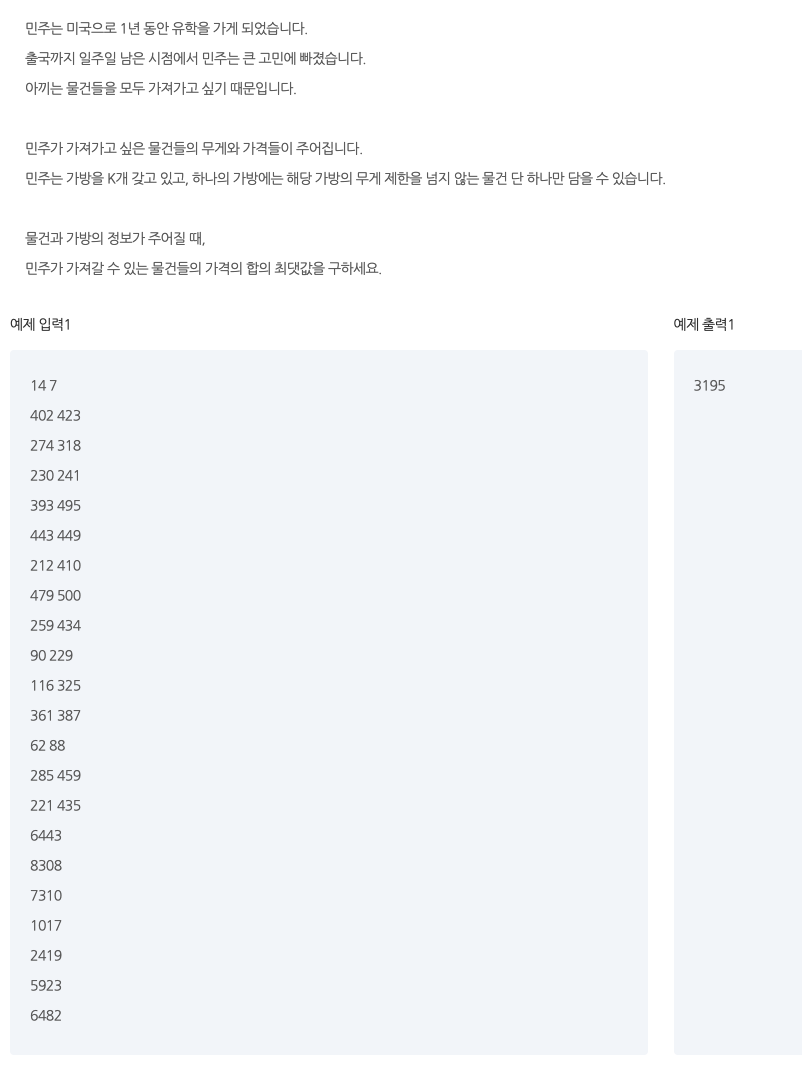 민주는 미국으로 1년 동안 유학을 가게 되었습니다.
출국까지 일주일 남은 시점에서 민주는 큰 고민에 빠졌습니다.
아끼는 물건들을 모두 가져가고 싶기 때문입니다.
민주가 가져가고 싶은 물건들의 무게와 가격들이 주어집니다.
민주는 가방을 K개 갖고 있고, 하나의 가방에는 해당 가방의 무게 제한을 넘지 않는 물건 단 하나만 담을 수 있습니다.
물건과 가방의 정보가 주어질 때,
민주가 가져갈 수 있는 물건들의 가격의 합의 최댓값을 구하세요.
예제 입력1
14 7
402 423
274 318
230 241
393 495
443 449
212 410
479 500
259 434
90 229
116 325
361 387
62 88
285 459
221 435
6443
8308
7310
1017
2419
5923
6482
예제 출력1
3195